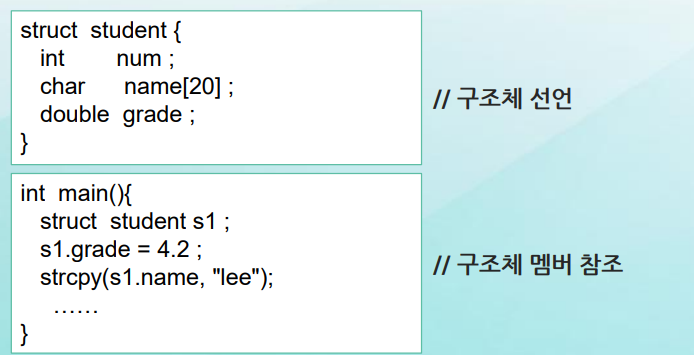 struct student {
int num ;
char name[20] ;
double grade ;
}
// 구조체 선언
int main(){
struct student s1 ;
s1.grade = 4.2 ;
strcpy(s1.name, "lee");
……
}
// 구조체 멤버 참조